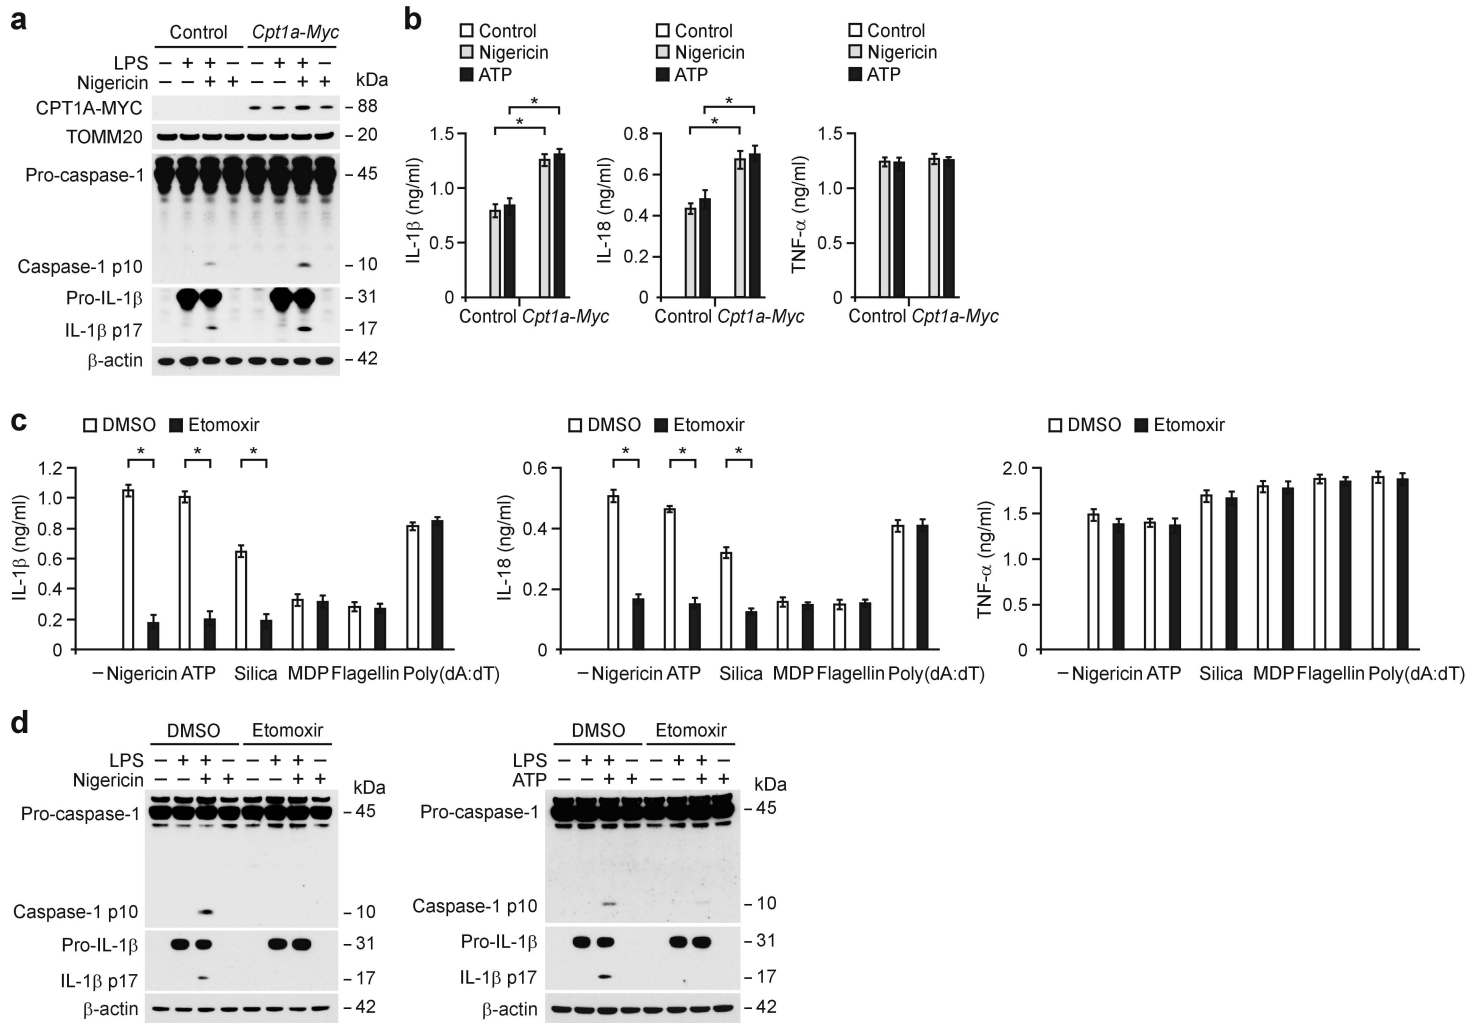 a
Control Cpt1a-Myc
LPS − + + − − + + −
Nigericin − − + + − − + + kDa
CPT1A-MYC – 88
TOMM20 – 20
Pro-caspase-1 – 45
Caspase-1 p10 – 10
Pro-IL-1β – 31
IL-1β p17 – 17
β-actin – 42
b
Control
Nigericin
ATP
* *
1.5
1.0
0.5
0
IL-1β (ng/ml)
Control Cpt1a-Myc
Control
Nigericin
ATP
* *
0.8
0.6
0.4
0.2
0
IL-18 (ng/ml)
Control Cpt1a-Myc
Control
Nigericin
ATP
1.5
1.0
0.5
0
TNF-α (ng/ml)
Control Cpt1a-Myc
c
DMSO Etomoxir
* * *
1.2
1.0
0.8
0.6
0.4
0.2
0
IL-1β (ng/ml)
– Nigericin ATP Silica MDP Flagellin Poly(dA:dT)
DMSO Etomoxir
* * *
0.6
0.4
0.2
0
IL-18 (ng/ml)
– Nigericin ATP Silica MDP Flagellin Poly(dA:dT)
DMSO Etomoxir
2.0
1.5
1.0
0.5
0
TNF-α (ng/ml)
– Nigericin ATP Silica MDP Flagellin Poly(dA:dT)
d
DMSO Etomoxir
LPS − + + − − + + −
Nigericin − − + + − − + +
kDa
Pro-caspase-1 – 45
Caspase-1 p10 – 10
Pro-IL-1β – 31
IL-1β p17 – 17
β-actin – 42
DMSO Etomoxir
LPS − + + − − + + −
ATP − − + + − − + +
kDa
Pro-caspase-1 – 45
Caspase-1 p10 – 10
Pro-IL-1β – 31
IL-1β p17 – 17
β-actin – 42